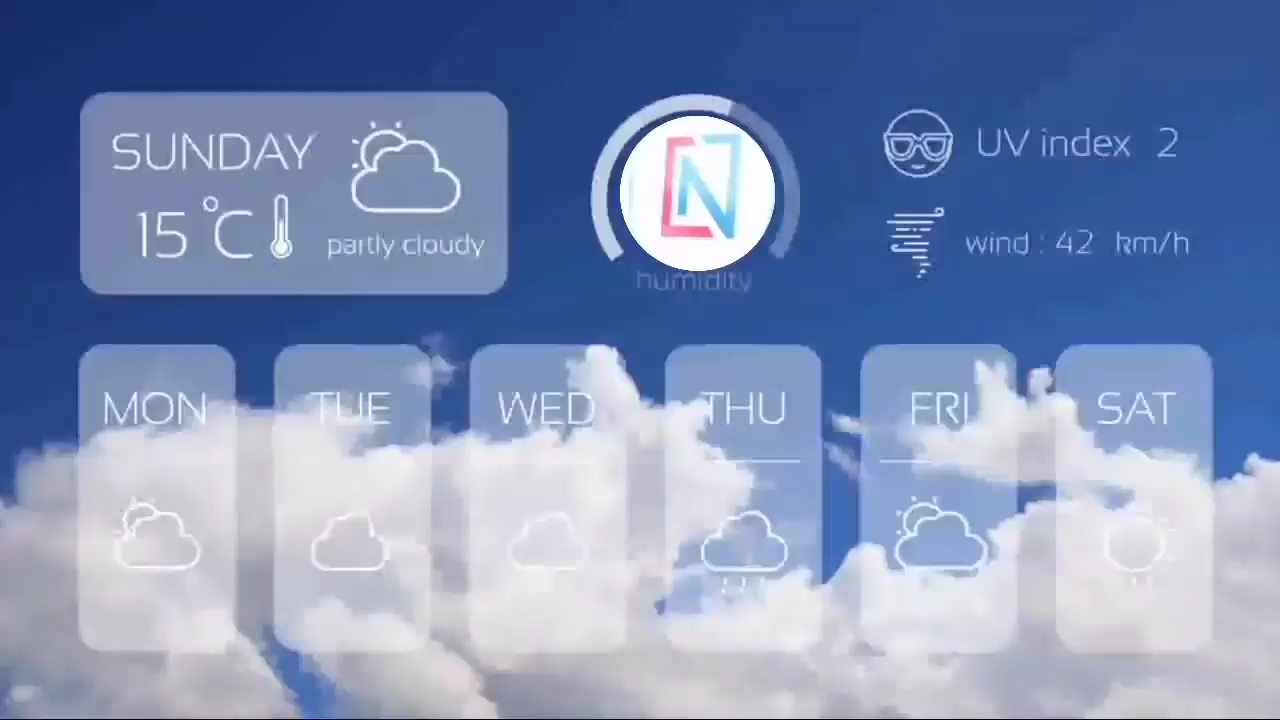 SUNDAY
15 °C
partly cloudy
N
humidity
UV index 2
wind : 42 km/h
MON
TUE
WED
THU
FRI
SAT